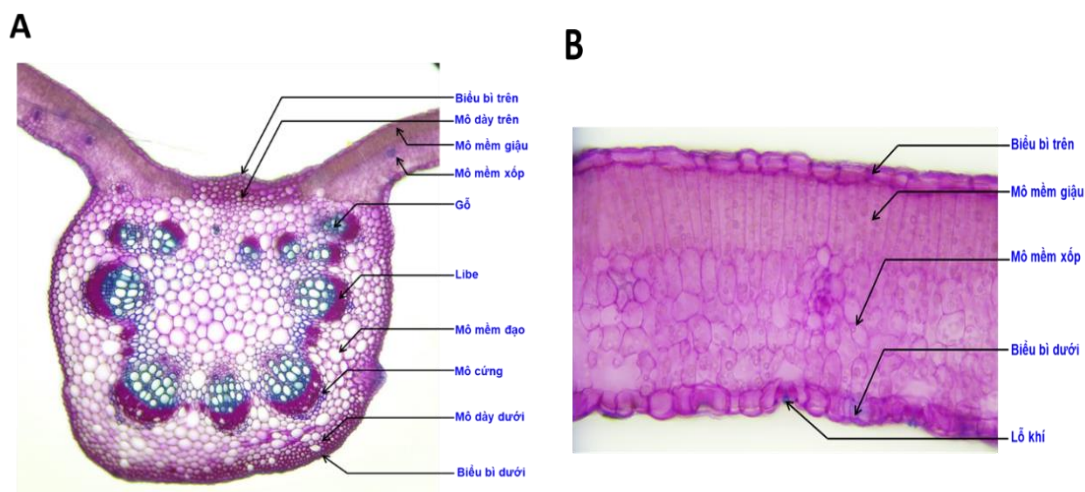 A
Biểu bì trên
Mô dày trên
Mô mềm giậu
Mô mềm xốp
Gỗ
Libe
Mô mềm đạo
Mô cứng
Mô dày dưới
Biểu bì dưới
B
Biểu bì trên
Mô mềm giậu
Mô mềm xốp
Biểu bì dưới
Lỗ khí